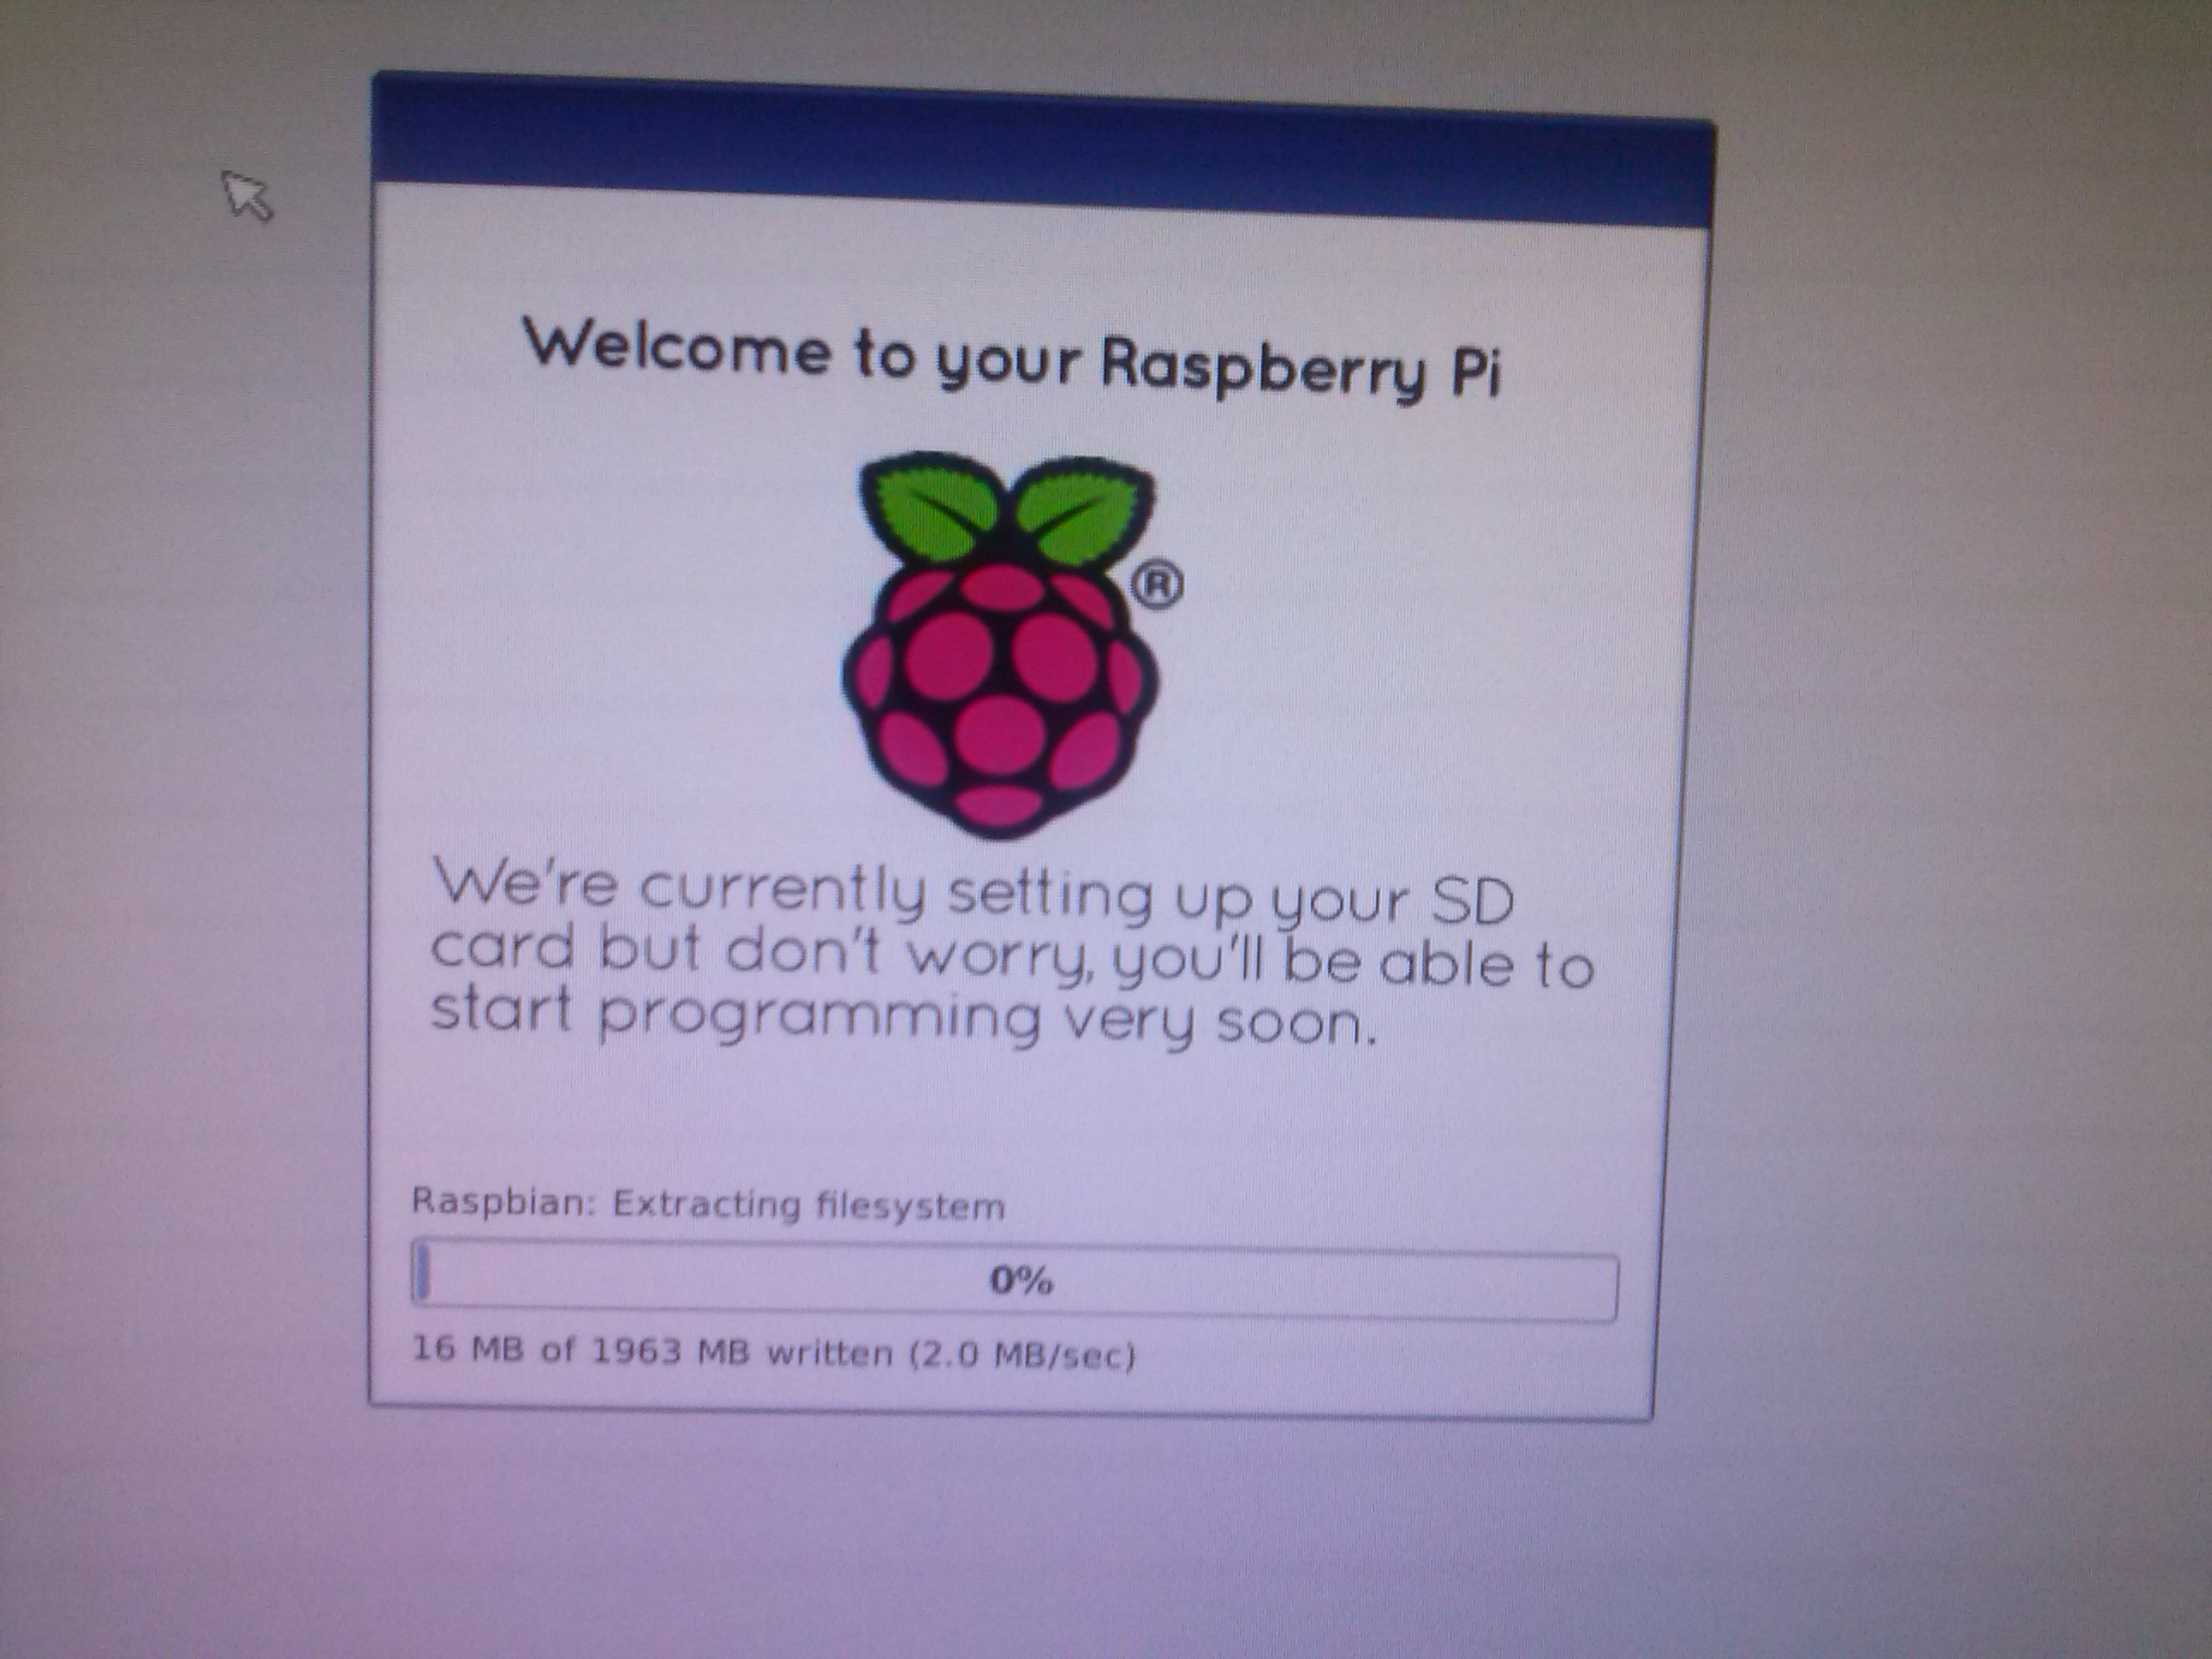 Welcome to your Raspberry Pi
®
We're currently setting up your SD
card but don't worry, you'll be able to
start programming very soon.
Raspbian: Extracting filesystem
0%
16 MB of 1963 MB written (2.0 MB/sec)